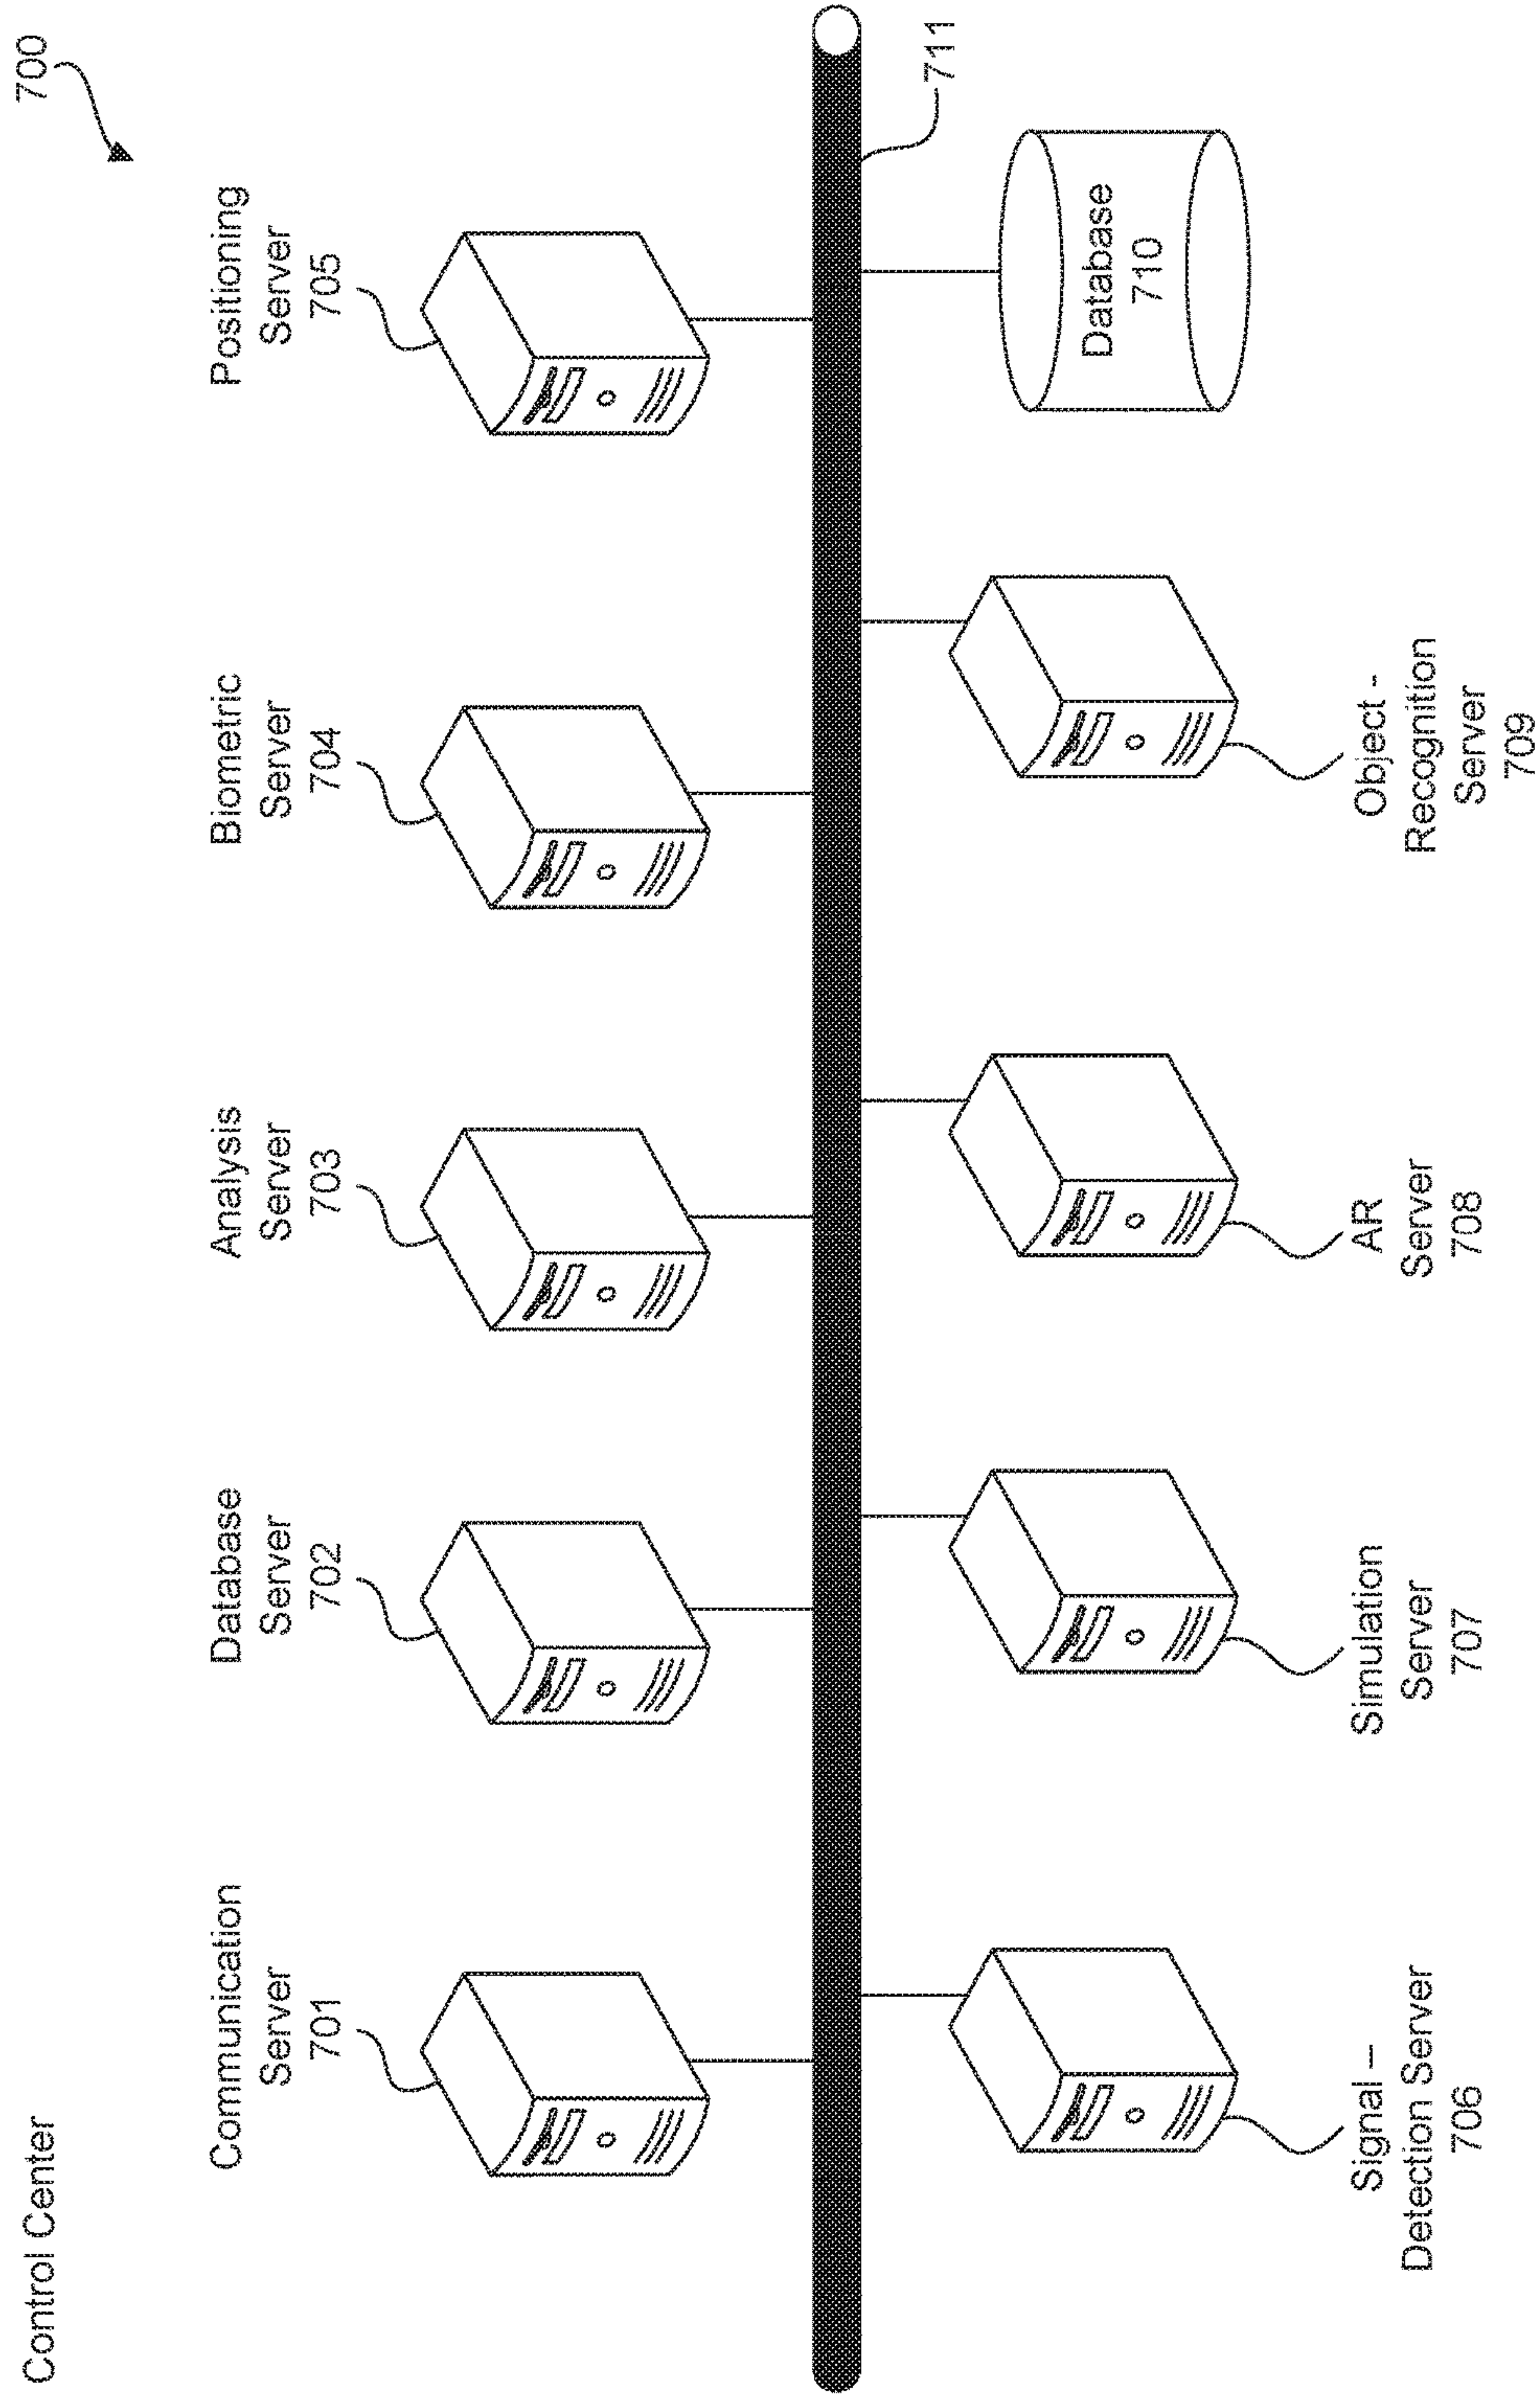 Control Center
700
Communication
Server
701
Database
Server
702
Analysis
Server
703
Biometric
Server
704
Positioning
Server
705
711
Signal –
Detection Server
706
Simulation
Server
707
AR
Server
708
Object -
Recognition
Server
709
Database
710